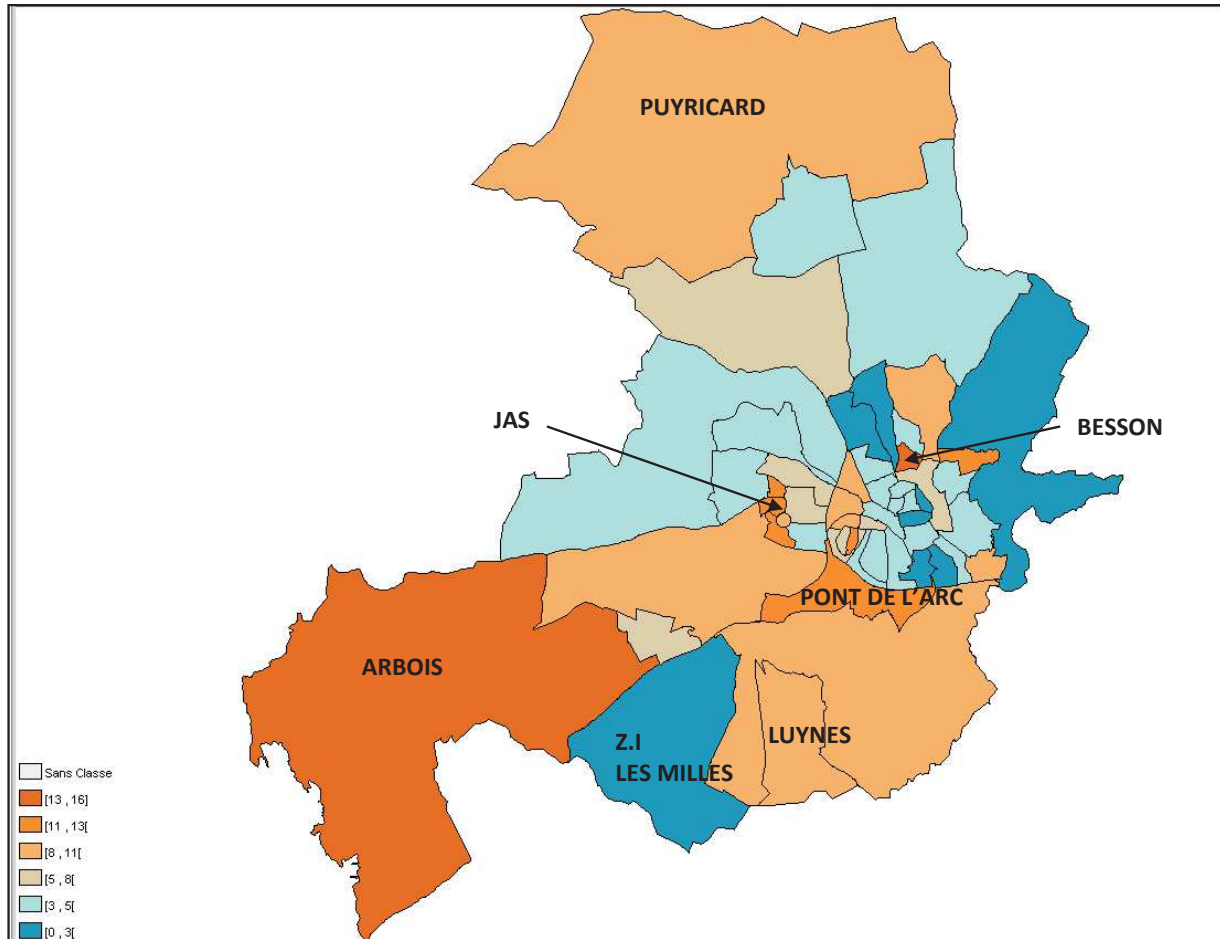 PUYRICARD
JAS
BESSON
PONT DE L’ARC
ARBOIS
Z.I
LES MILLES
LUYNES
Sans Classe
[13 , 16]
[11 , 13[
[8 , 11[
[5 , 8[
[3 , 5[
[0 , 3[